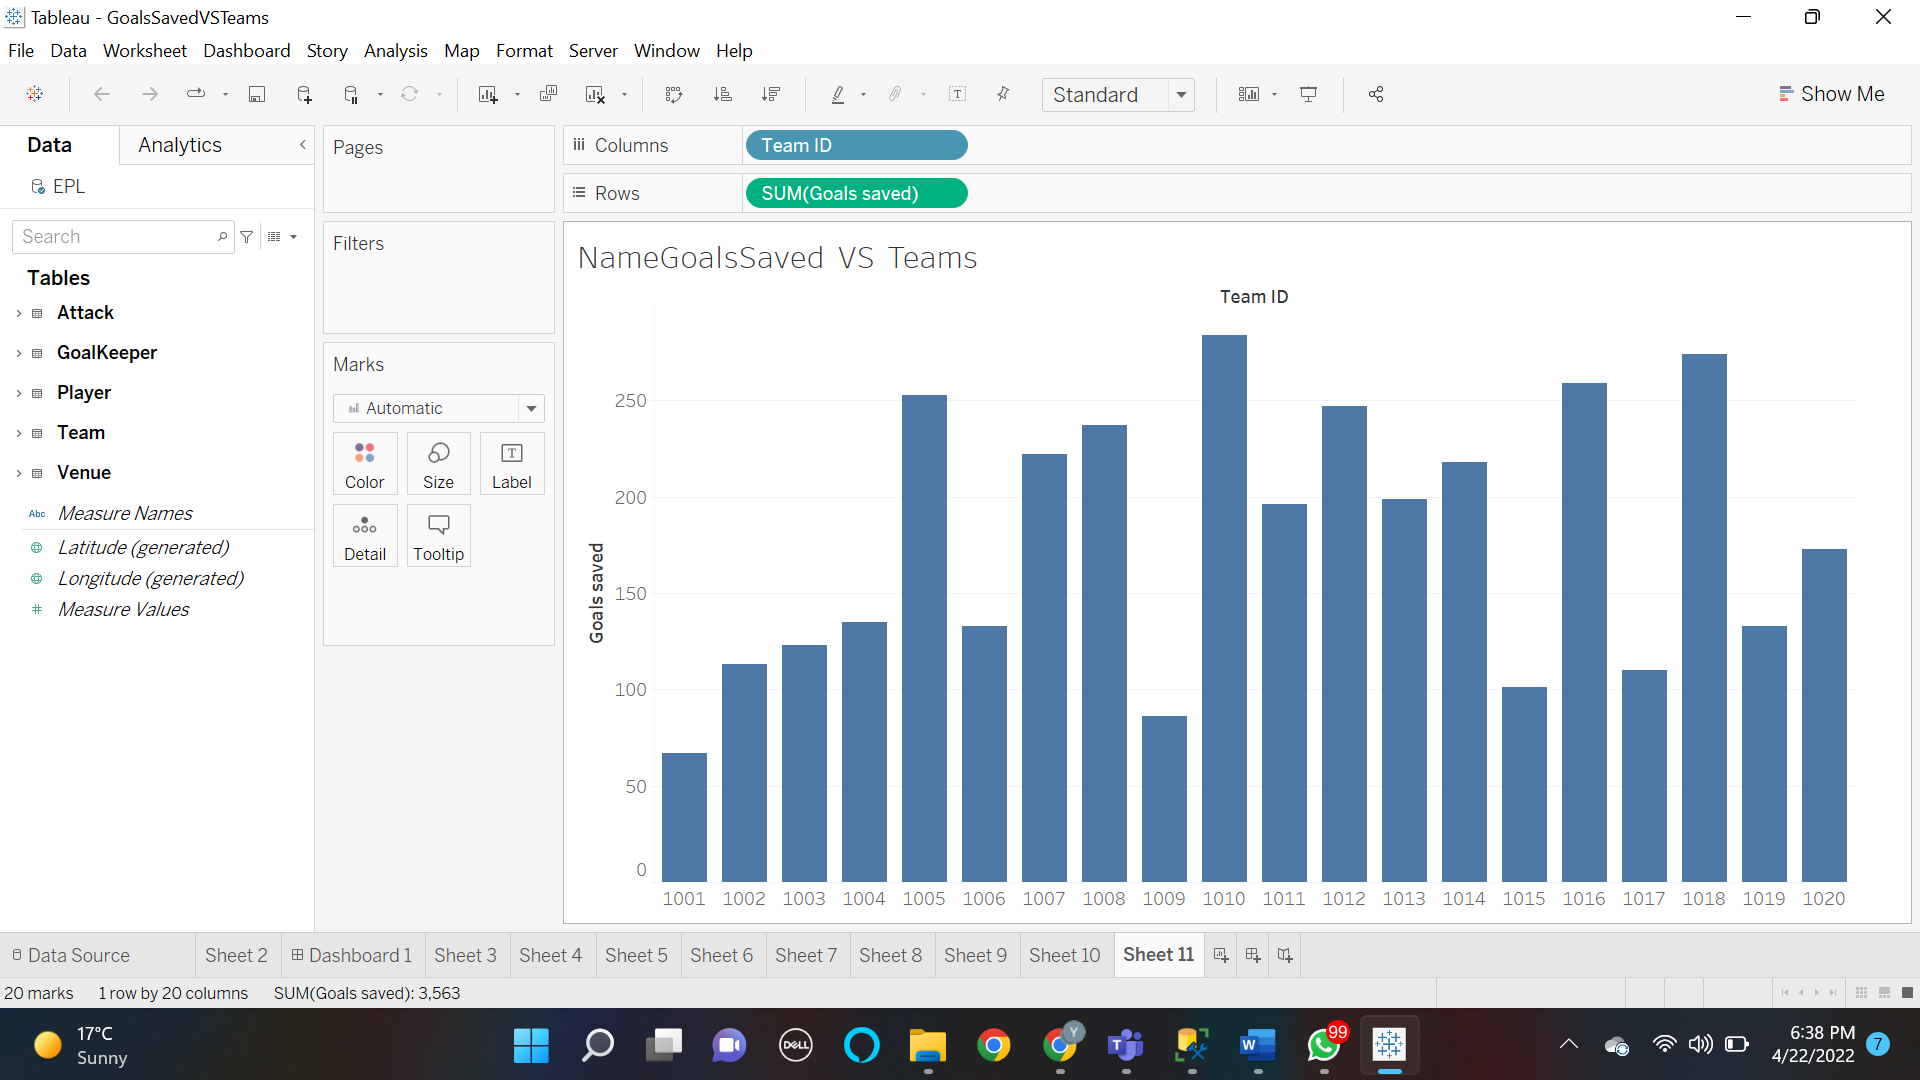 Tableau - GoalsSavedVSTeams
File Data Worksheet Dashboard Story Analysis Map Format Server Window Help
Standard
Show Me
Data
Analytics
EPL
Search
Tables
Attack
GoalKeeper
Player
Team
Venue
Abc Measure Names
Latitude (generated)
Longitude (generated)
# Measure Values
Pages
Filters
Marks
Automatic
Color Size Label
Detail Tooltip
Columns Team ID
Rows SUM(Goals saved)
NameGoalsSaved VS Teams
Team ID
Goals saved
250
200
150
100
50
0
1001 1002 1003 1004 1005 1006 1007 1008 1009 1010 1011 1012 1013 1014 1015 1016 1017 1018 1019 1020
Data Source Sheet 2 Dashboard 1 Sheet 3 Sheet 4 Sheet 5 Sheet 6 Sheet 7 Sheet 8 Sheet 9 Sheet 10 Sheet 11
20 marks 1 row by 20 columns SUM(Goals saved): 3,563
17°C
Sunny
DELL
Y
T
W
99
6:38 PM
4/22/2022
7